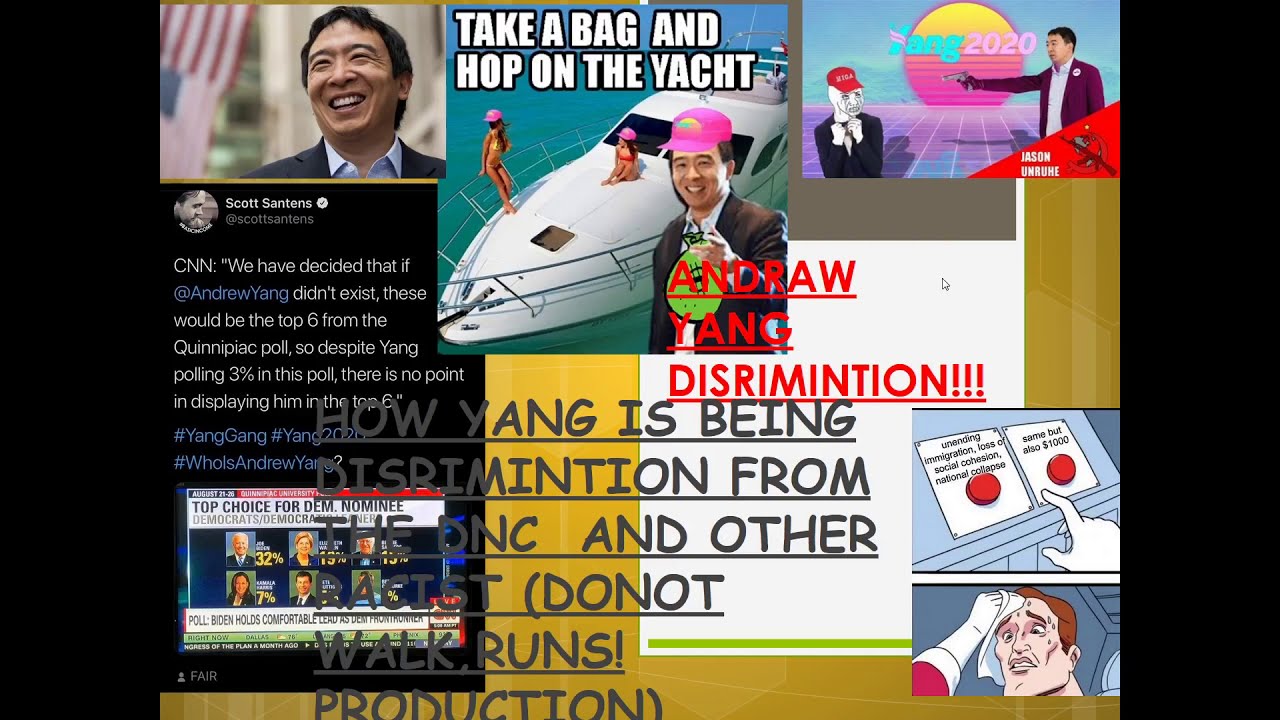 TAKE A BAG AND
HOP ON THE YACHT
Yang2020
JASON
UNRUHE
Scott Santens
@scottsantens
CNN: "We have decided that if
@AndrewYang didn't exist, these
would be the top 6 from the
Quinnipiac poll, so despite Yang
polling 3% in this poll, there is no point
in displaying him in the top 6."
#YangGang #Yang2020
#WhoIsAndrewYang?
AUGUST 21-26 QUINNIPIAC UNIVERSITY
TOP CHOICE FOR DEM. NOMINEE
DEMOCRATS/DEMOCRATIC LEANERS
JOE
BIDEN
32%
KAMALA
HARRIS
7%
POLL: BIDEN HOLDS COMFORTABLE LEAD AS DEM FRONTRUNNER
RIGHT NOW DALLAS
NGRESS OF THE PLAN A MONTH AGO
FAIR
ANDRAW
YANG
DISRIMINTION!!!
HOW YANG IS BEING
DISRIMINTION FROM
THE DNC AND OTHER
RACIST (DONOT
WALK,RUNS!
PRODUCTION)
unending
immigration, loss of
social cohesion,
national collapse
same but
also $1000